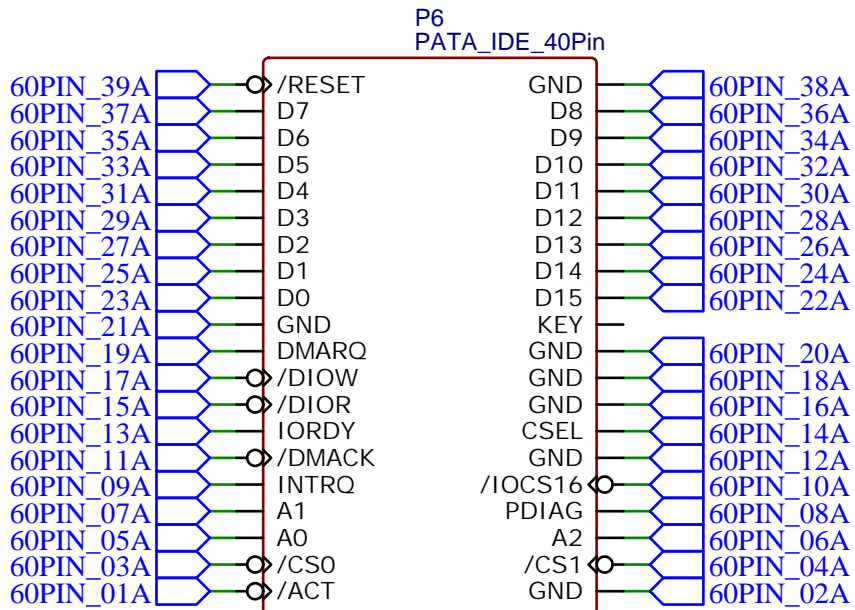 P6
PATA_IDE_40Pin
60PIN_39A /RESET GND 60PIN_38A
60PIN_37A D7 D8 60PIN_36A
60PIN_35A D6 D9 60PIN_34A
60PIN_33A D5 D10 60PIN_32A
60PIN_31A D4 D11 60PIN_30A
60PIN_29A D3 D12 60PIN_28A
60PIN_27A D2 D13 60PIN_26A
60PIN_25A D1 D14 60PIN_24A
60PIN_23A D0 D15 60PIN_22A
60PIN_21A GND KEY
60PIN_19A DMARQ GND 60PIN_20A
60PIN_17A /DIOW GND 60PIN_18A
60PIN_15A /DIOR GND 60PIN_16A
60PIN_13A IORDY CSEL 60PIN_14A
60PIN_11A /DMACK GND 60PIN_12A
60PIN_09A INTRQ /IOCS16 60PIN_10A
60PIN_07A A1 PDIAG 60PIN_08A
60PIN_05A A0 A2 60PIN_06A
60PIN_03A /CS0 /CS1 60PIN_04A
60PIN_01A /ACT GND 60PIN_02A